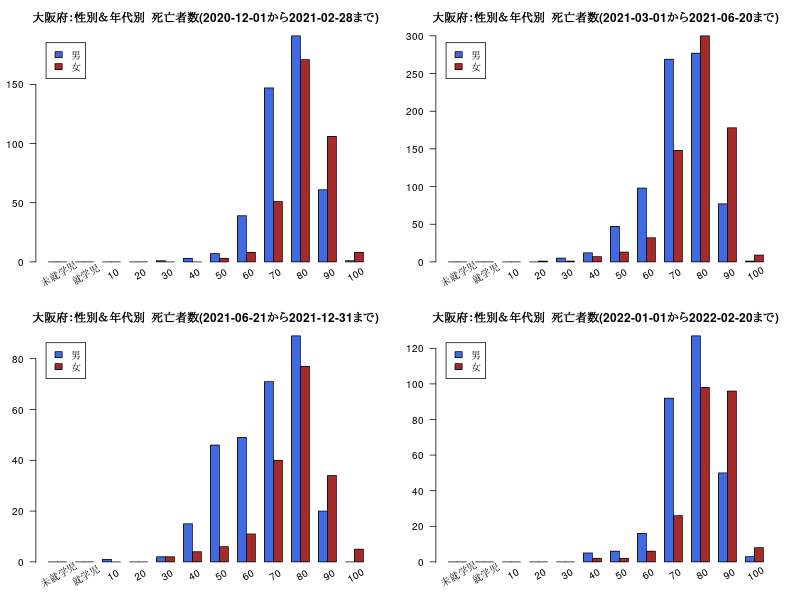 大阪府：性別＆年代別 死亡者数(2020-12-01から2021-02-28まで)
男
女
150
100
50
0
未就学児 就学児 10 20 30 40 50 60 70 80 90 100
大阪府：性別＆年代別 死亡者数(2021-03-01から2021-06-20まで)
男
女
300
250
200
150
100
50
0
未就学児 就学児 10 20 30 40 50 60 70 80 90 100
大阪府：性別＆年代別 死亡者数(2021-06-21から2021-12-31まで)
男
女
80
60
40
20
0
未就学児 就学児 10 20 30 40 50 60 70 80 90 100
大阪府：性別＆年代別 死亡者数(2022-01-01から2022-02-20まで)
男
女
120
100
80
60
40
20
0
未就学児 就学児 10 20 30 40 50 60 70 80 90 100